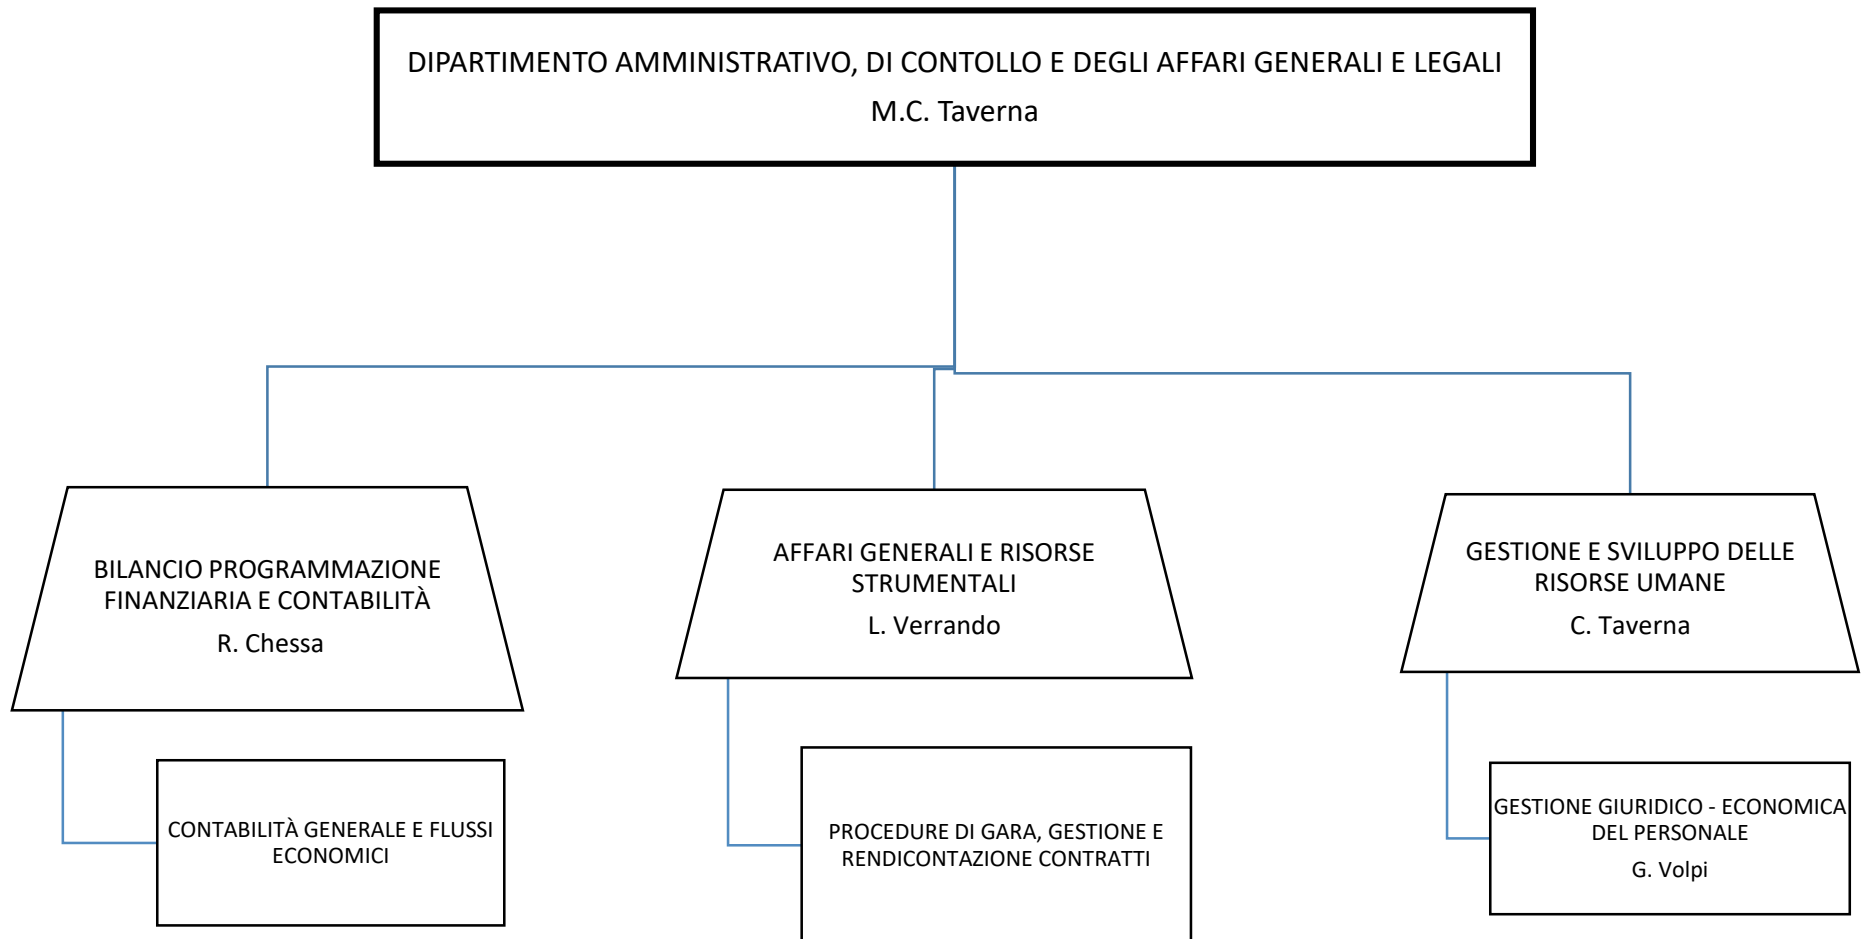 DIPARTIMENTO AMMINISTRATIVO, DI CONTOLLO E DEGLI AFFARI GENERALI E LEGALI
M.C. Taverna
BILANCIO PROGRAMMAZIONE
FINANZIARIA E CONTABILITÀ
R. Chessa
AFFARI GENERALI E RISORSE
STRUMENTALI
L. Verrando
GESTIONE E SVILUPPO DELLE
RISORSE UMANE
C. Taverna
CONTABILITÀ GENERALE E FLUSSI
ECONOMICI
PROCEDURE DI GARA, GESTIONE E
RENDICONTAZIONE CONTRATTI
GESTIONE GIURIDICO - ECONOMICA
DEL PERSONALE
G. Volpi